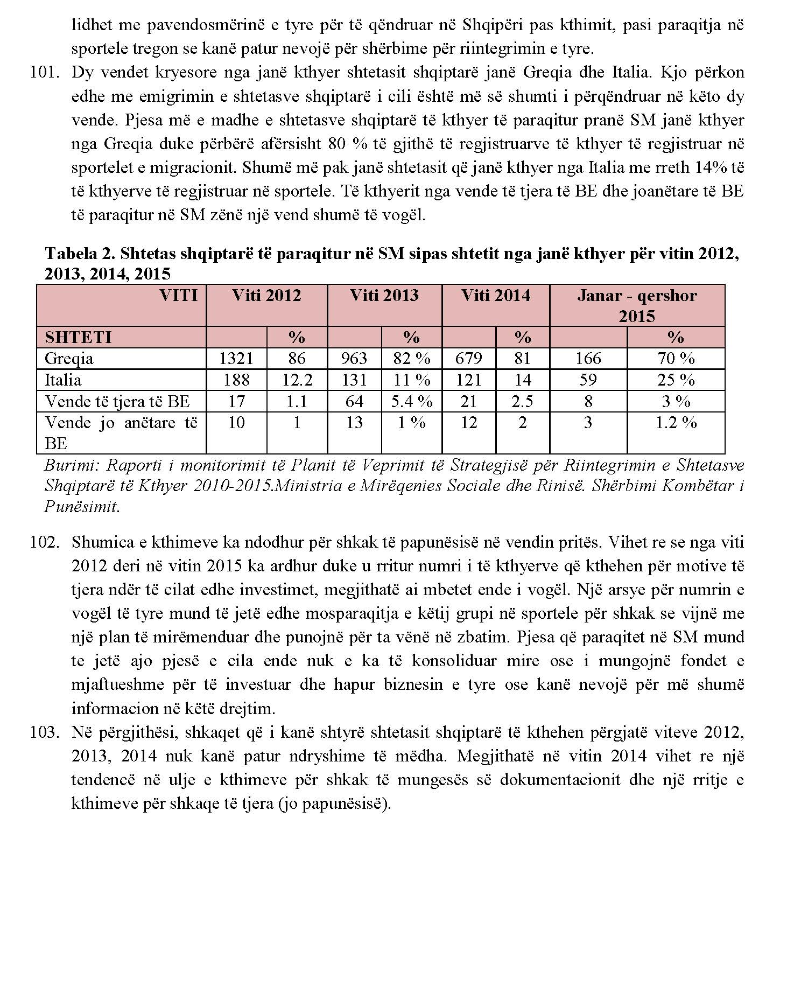 lidhet me pavendosmërinë e tyre për të qëndruar në Shqipëri pas kthimit, pasi paraqitja në
sportele tregon se kanë patur nevojë për shërbime për riintegrimin e tyre.
101. Dy vendet kryesore nga janë kthyer shtetasit shqiptarë janë Greqia dhe Italia. Kjo përkon
edhe me emigrimin e shtetasve shqiptarë i cili është më së shumti i përqëndruar në këto dy
vende. Pjesa më e madhe e shtetasve shqiptarë të kthyer të paraqitur pranë SM janë kthyer
nga Greqia duke përbërë afërsisht 80 % të gjithë të regjistruarve të kthyer të regjistruar në
sportelet e migracionit. Shumë më pak janë shtetasit që janë kthyer nga Italia me rreth 14% të
të kthyerve të regjistruar në sportele. Të kthyerit nga vende të tjera të BE dhe joanëtare të BE
të paraqitur në SM zënë një vend shumë të vogël.
Tabela 2. Shtetas shqiptarë të paraqitur në SM sipas shtetit nga janë kthyer për vitin 2012,
2013, 2014, 2015
VITI Viti 2012 Viti 2013 Viti 2014 Janar - qershor
2015
SHTETI % % % %
Greqia 1321 86 963 82 % 679 81 166 70 %
Italia 188 12.2 131 11 % 121 14 59 25 %
Vende të tjera të BE 17 1.1 64 5.4 % 21 2.5 8 3 %
Vende jo anëtare të 10 1 13 1 % 12 2 3 1.2 %
BE
Burimi: Raporti i monitorimit të Planit të Veprimit të Strategjisë për Riintegrimin e Shtetasve
Shqiptarë të Kthyer 2010-2015.Ministria e Mirëqenies Sociale dhe Rinisë. Shërbimi Kombëtar i
Punësimit.
102. Shumica e kthimeve ka ndodhur për shkak të papunësisë në vendin pritës. Vihet re se nga viti
2012 deri në vitin 2015 ka ardhur duke u rritur numri i të kthyerve që kthehen për motive të
tjera ndër të cilat edhe investimet, megjithatë ai mbetet ende i vogël. Një arsye për numrin e
vogël të tyre mund të jetë edhe mosparaqitja e këtij grupi në sportele për shkak se vijnë me
një plan të mirëmenduar dhe punojnë për ta vënë në zbatim. Pjesa që paraqitet në SM mund
te jetë ajo pjesë e cila ende nuk e ka të konsoliduar mire ose i mungojnë fondet e
mjaftueshme për të investuar dhe hapur biznesin e tyre ose kanë nevojë për më shumë
informacion në këtë drejtim.
103. Në përgjithësi, shkaqet që i kanë shtyrë shtetasit shqiptarë të kthehen përgjatë viteve 2012,
2013, 2014 nuk kanë patur ndryshime të mëdha. Megjithatë në vitin 2014 vihet re një
tendencë në ulje e kthimeve për shkak të mungesës së dokumentacionit dhe një rritje e
kthimeve për shkaqe të tjera (jo papunësisë).